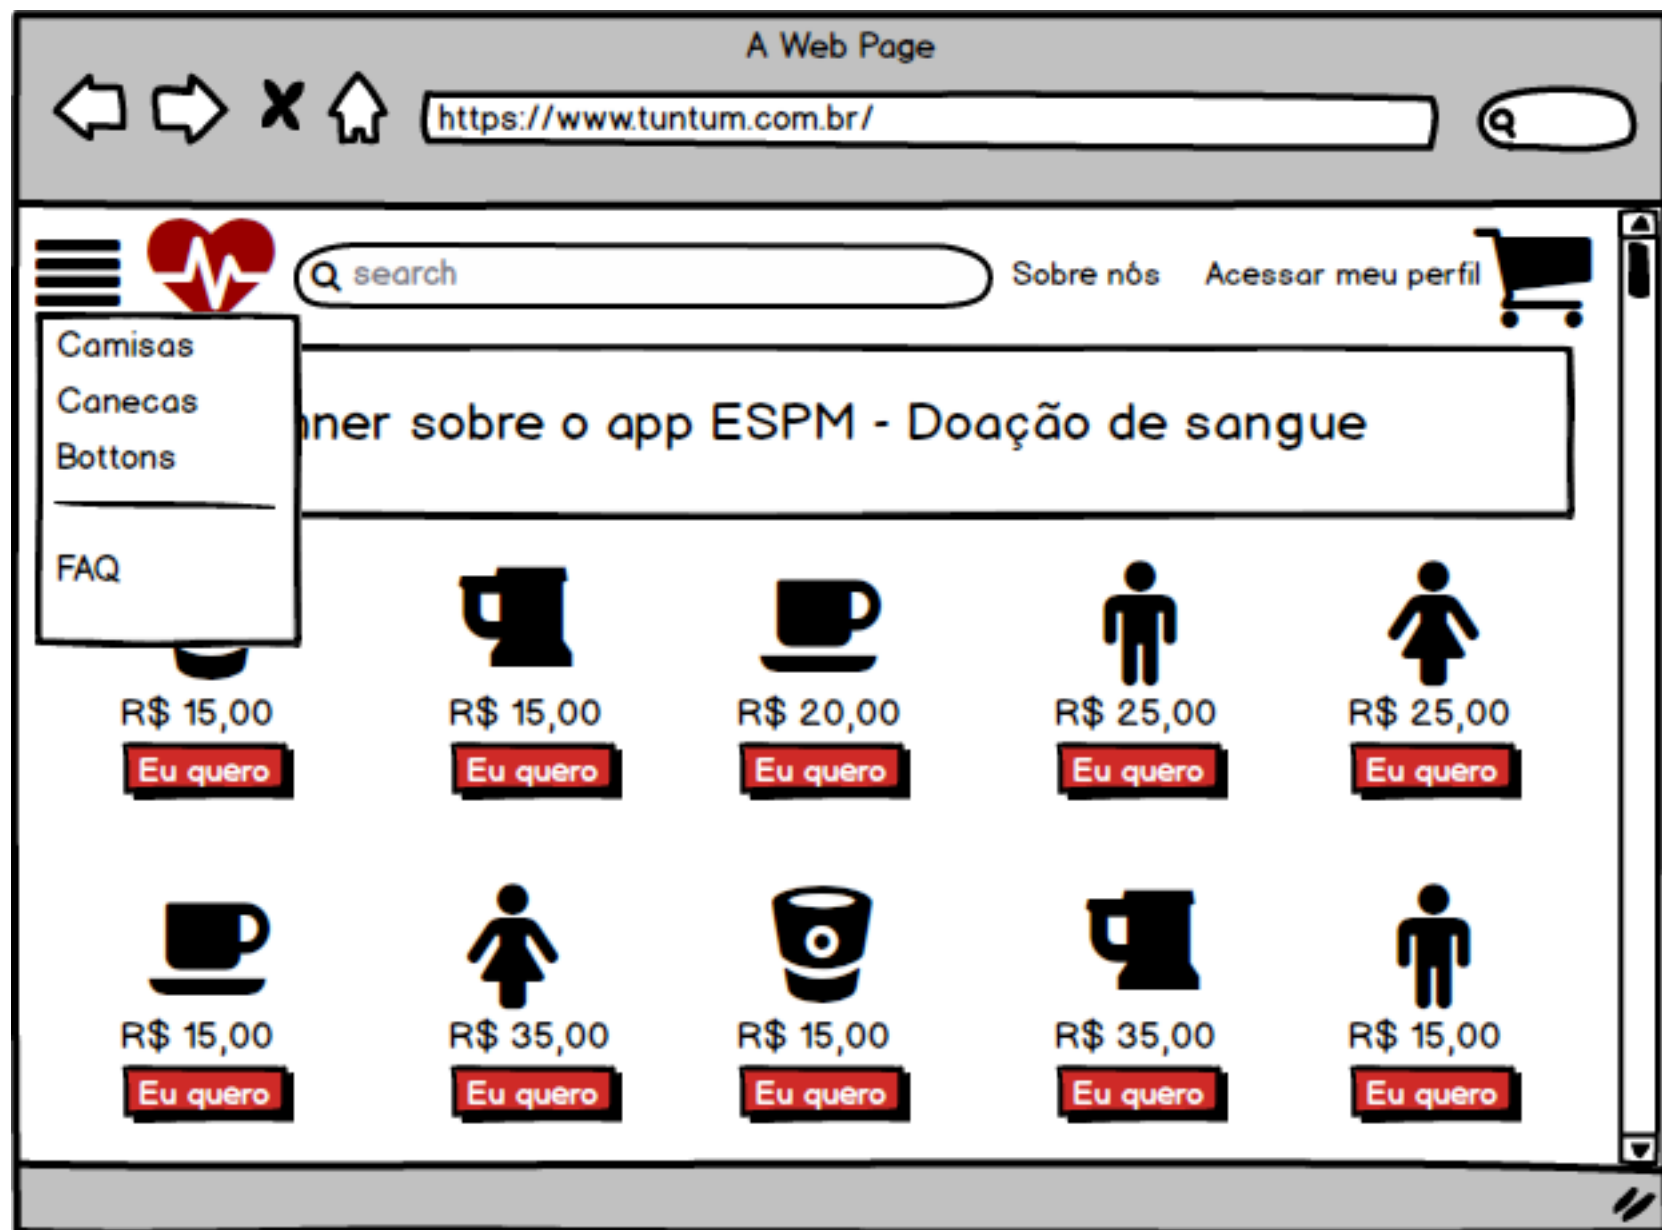 A Web Page
https://www.tuntum.com.br/
search
Sobre nós
Acessar meu perfil
Camisas
Canecas
Bottons
FAQ
sobre o app ESPM - Doação de sangue
R$ 15,00 R$ 15,00 R$ 20,00 R$ 25,00 R$ 25,00
Eu quero Eu quero Eu quero Eu quero Eu quero
R$ 15,00 R$ 35,00 R$ 15,00 R$ 35,00 R$ 15,00
Eu quero Eu quero Eu quero Eu quero Eu quero